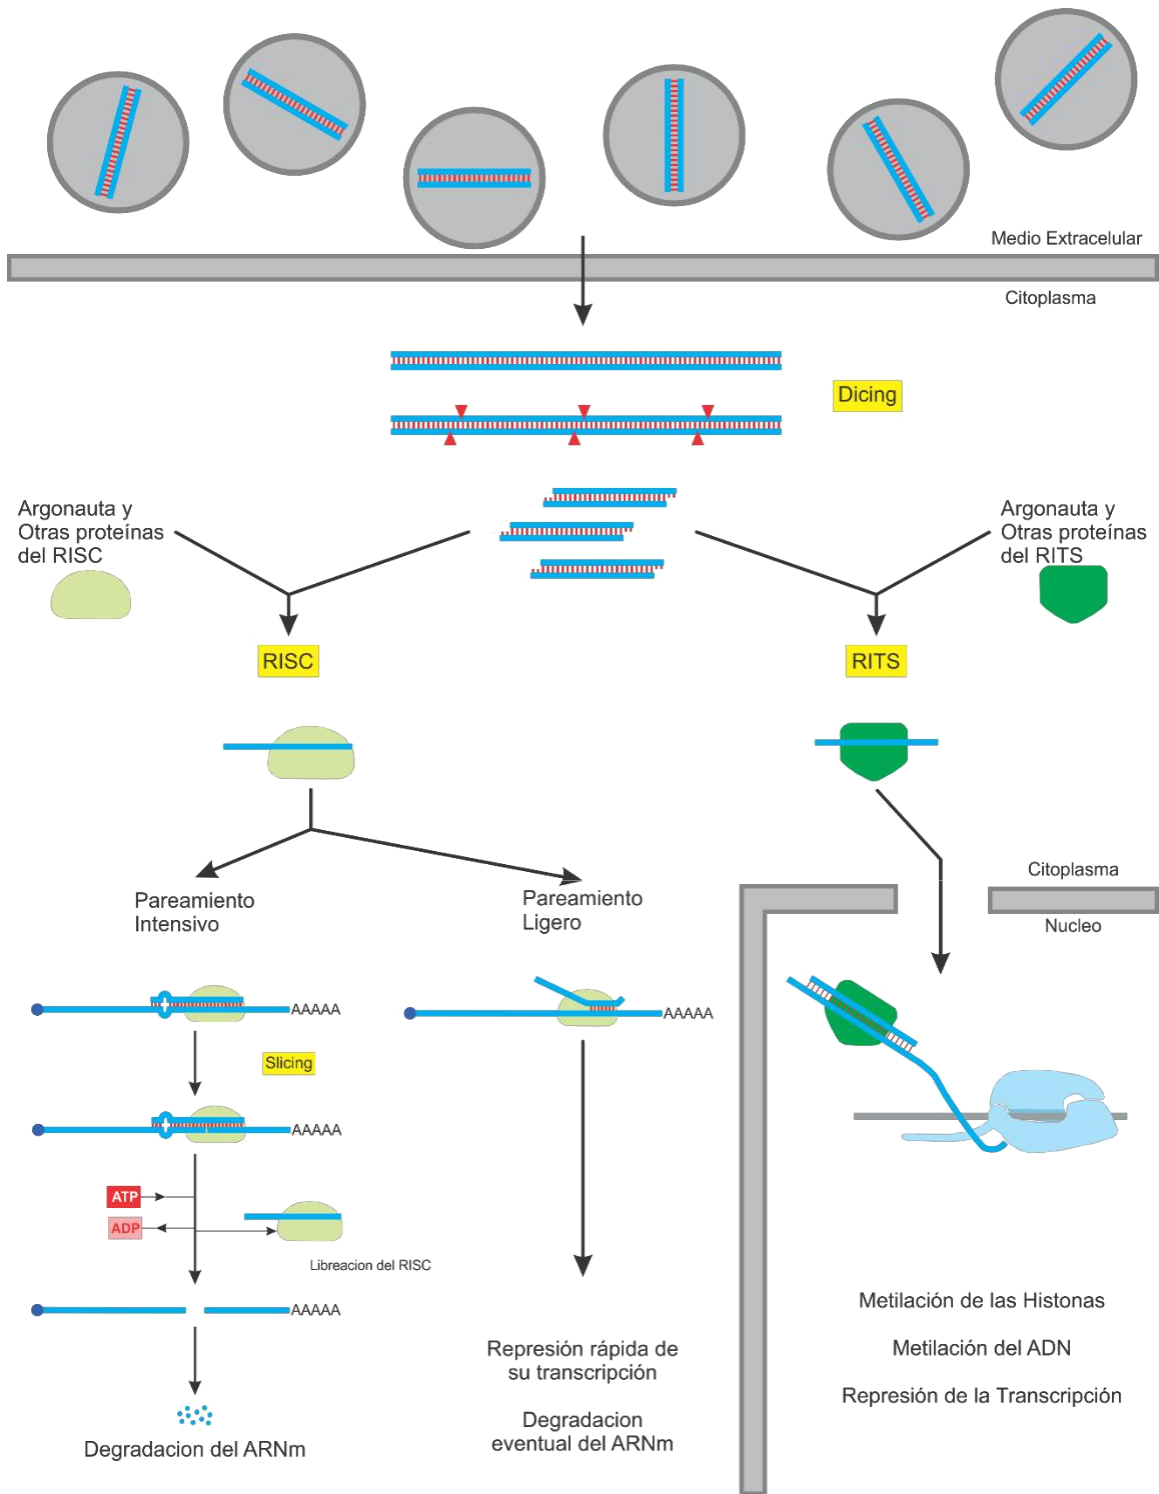 Medio Extracelular
Citoplasma
Dicing
Argonauta y
Otras proteínas
del RISC
Argonauta y
Otras proteínas
del RITS
RISC
RITS
Pareamiento
Intensivo
Pareamiento
Ligero
Citoplasma
Nucleo
AAAAA
AAAAA
Slicing
AAAAA
ATP
ADP
Libreacion del RISC
AAAAA
Degradacion del ARNm
Represión rápida de
su transcripción
Degradacion
eventual del ARNm
Metilación de las Histonas
Metilación del ADN
Represión de la Transcripción